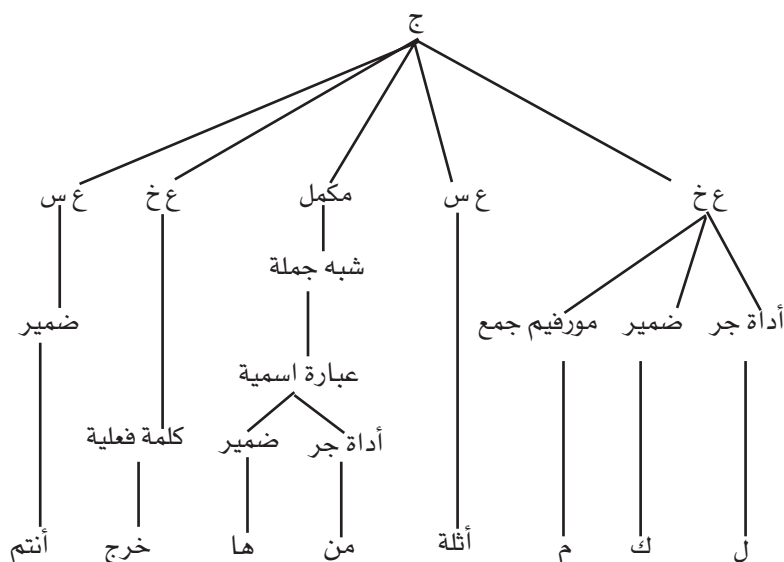 ج
ع خ ع س مكمل ع خ ع س
شبه جملة
أداة جر ضمير مورفيم جمع ضمير
عبارة اسمية
أداة جر ضمير كلمة فعلية
ل ك م أثلة من ها خرج أنتم